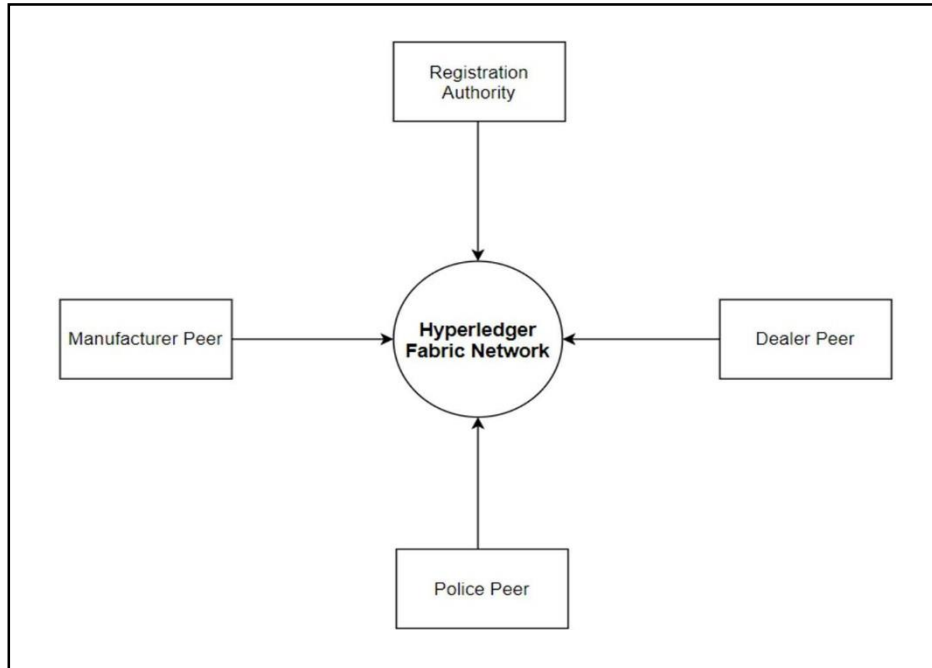 Registration
Authority
Manufacturer Peer
Hyperledger
Fabric Network
Dealer Peer
Police Peer